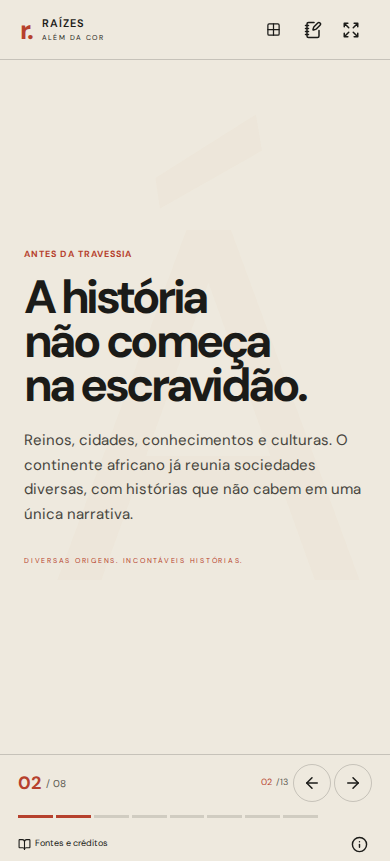 r. RAÍZES
ALÉM DA COR
ANTES DA TRAVESSIA
A história
não começa
na escravidão.
Reinos, cidades, conhecimentos e culturas. O
continente africano já reunia sociedades
diversas, com histórias que não cabem em uma
única narrativa.
DIVERSAS ORIGENS. INCONTÁVEIS HISTÓRIAS.
02 / 08
02 /13
Fontes e créditos